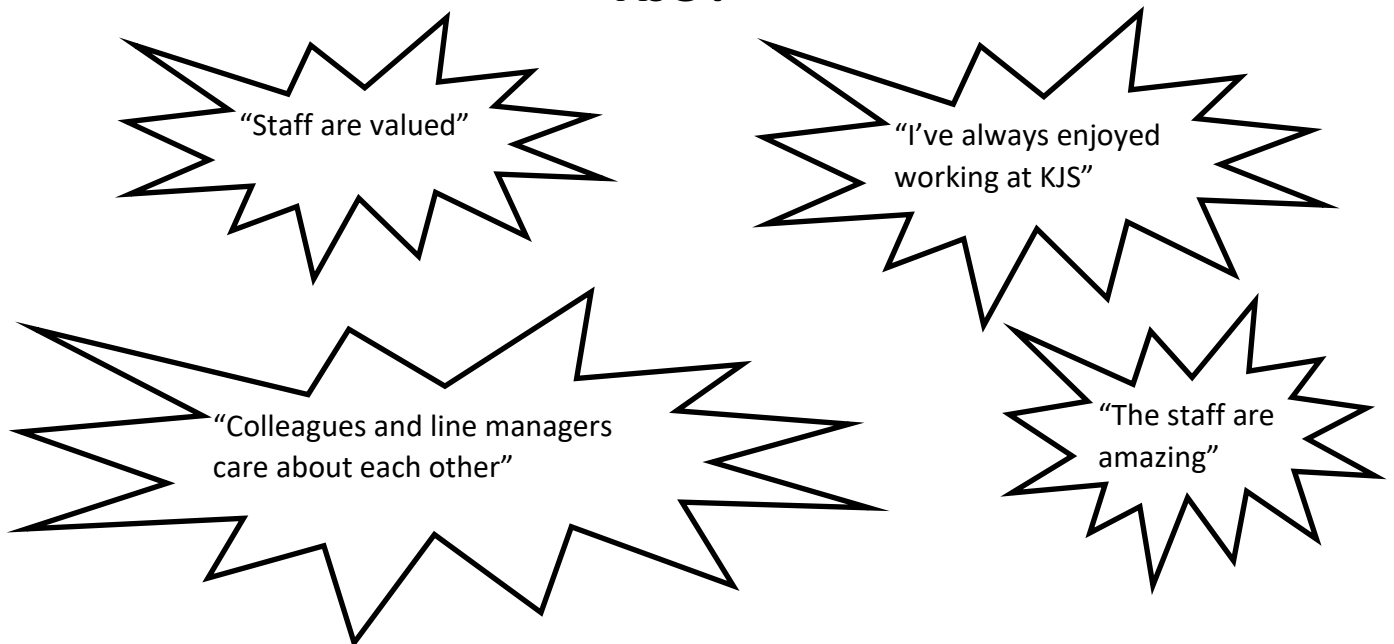 “Staff are valued”
“I’ve always enjoyed
working at KJS”
“Colleagues and line managers
care about each other”
“The staff are
amazing”